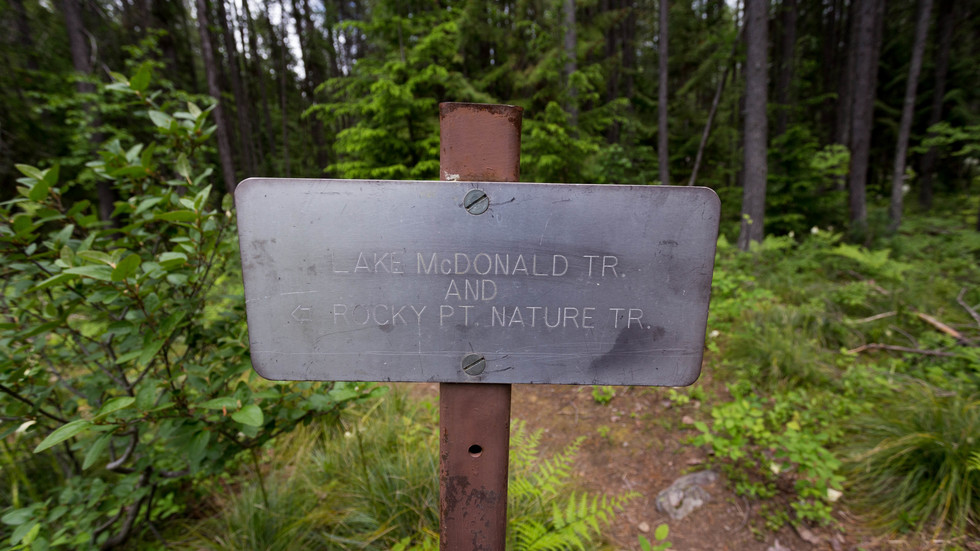 LAKE McDONALD TR.
AND
← ROCKY PT. NATURE TR.